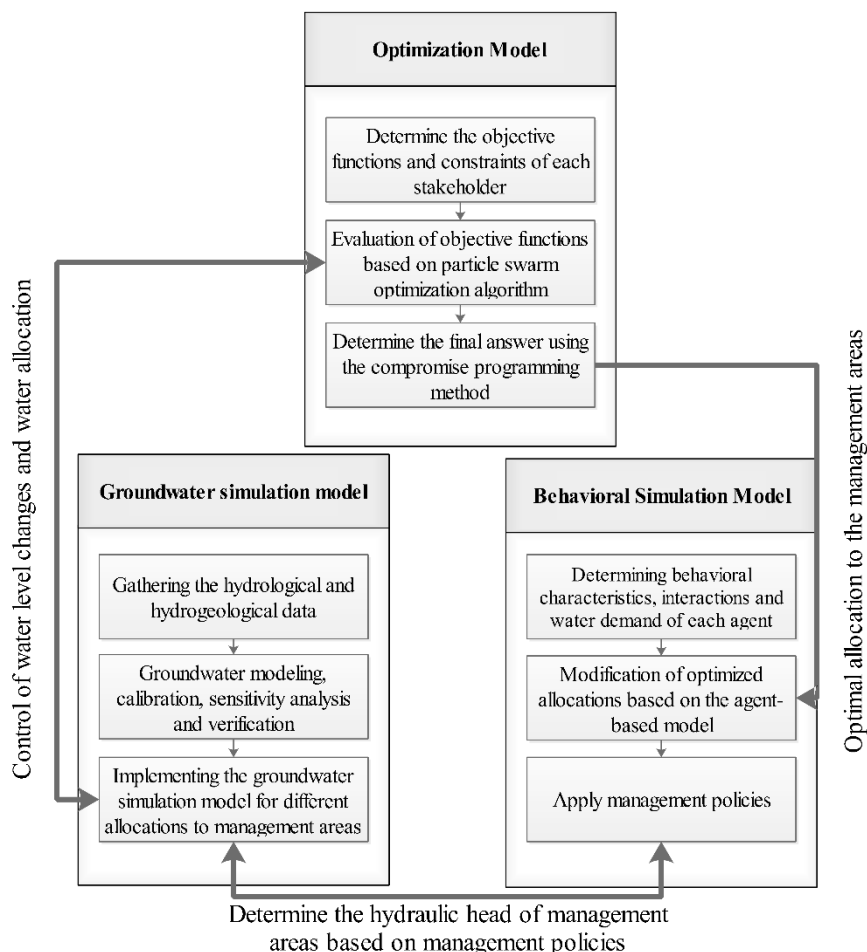 Optimization Model
Determine the objective
functions and constraints of each
stakeholder
Evaluation of objective functions
based on particle swarm
optimization algorithm
Determine the final answer using
the compromise programming
method
Control of water level changes and water allocation
Optimal allocation to the management areas
Groundwater simulation model
Gathering the hydrological and
hydrogeological data
Groundwater modeling,
calibration, sensitivity analysis
and verification
Implementing the groundwater
simulation model for different
allocations to management areas
Behavioral Simulation Model
Determining behavioral
characteristics, interactions and
water demand of each agent
Modification of optimized
allocations based on the agent-
based model
Apply management policies
Determine the hydraulic head of management
areas based on management policies